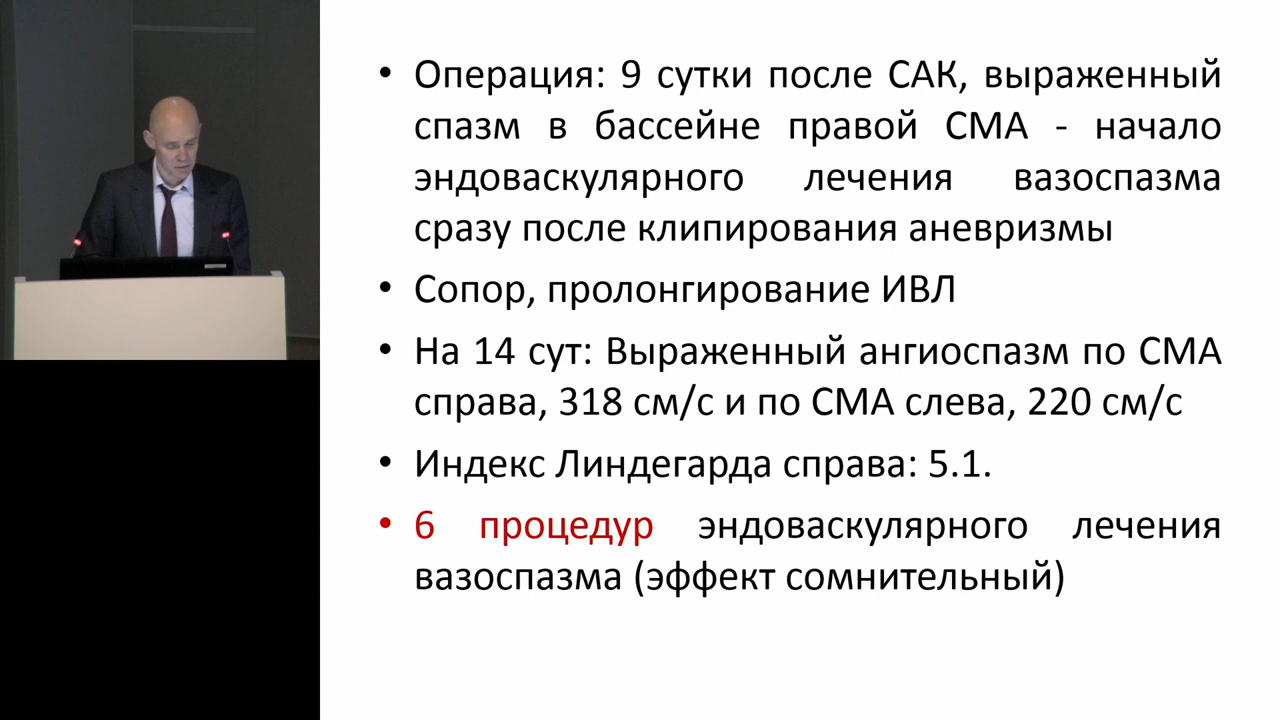 • Операция: 9 сутки после САК, выраженный
спазм в бассейне правой СМА - начало
эндоваскулярного лечения вазоспазма
сразу после клипирования аневризмы
• Сопор, пролонгирование ИВЛ
• На 14 сут: Выраженный ангиоспазм по СМА
справа, 318 см/с и по СМА слева, 220 см/с
• Индекс Линдегарда справа: 5.1.
• 6 процедур эндоваскулярного лечения
вазоспазма (эффект сомнительный)